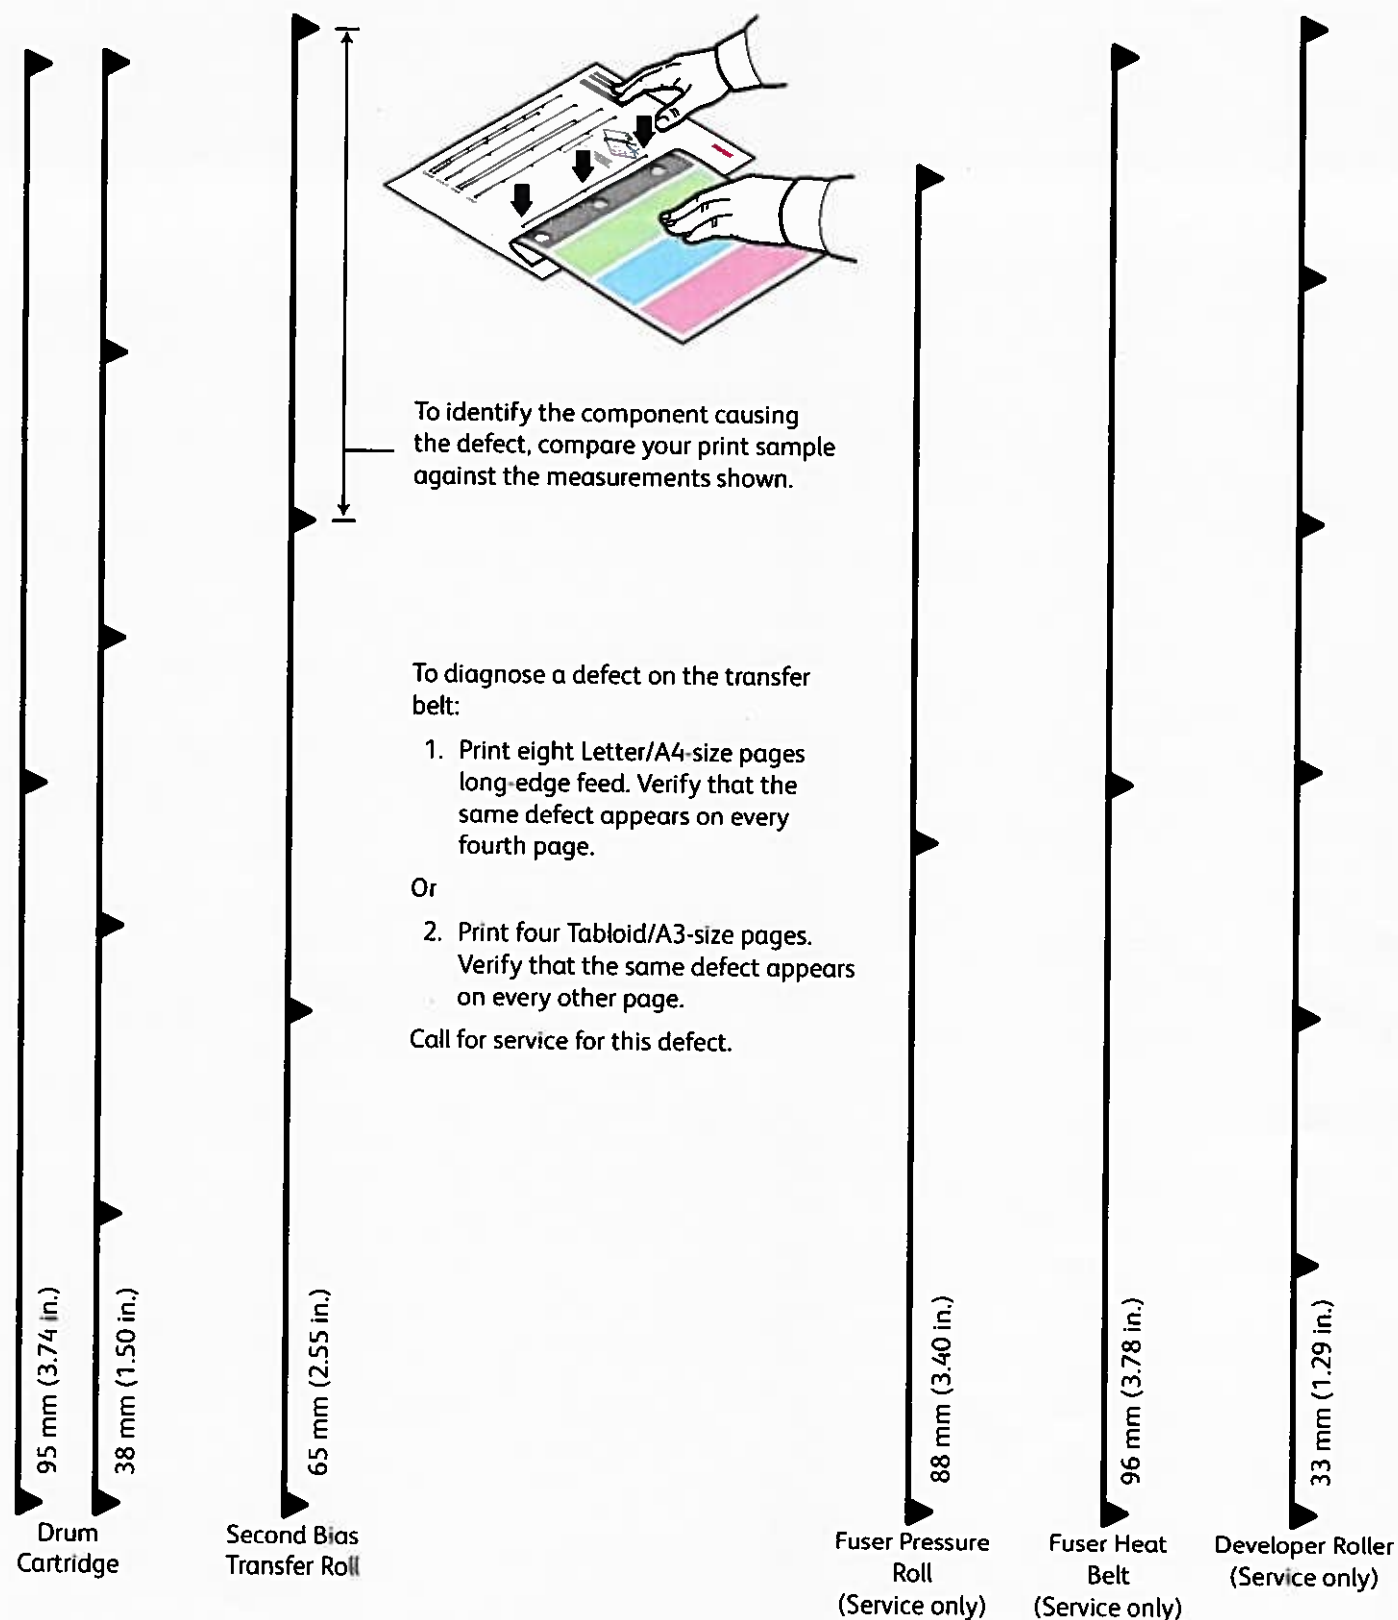 To identify the component causing
the defect, compare your print sample
against the measurements shown.
To diagnose a defect on the transfer
belt:
1. Print eight Letter/A4-size pages
long-edge feed. Verify that the
same defect appears on every
fourth page.
Or
2. Print four Tabloid/A3-size pages.
Verify that the same defect appears
on every other page.
Call for service for this defect.
95 mm (3.74 in.)
38 mm (1.50 in.)
Drum
Cartridge
65 mm (2.55 in.)
Second Bias
Transfer Roll
88 mm (3.40 in.)
Fuser Pressure
Roll
(Service only)
96 mm (3.78 in.)
Fuser Heat
Belt
(Service only)
33 mm (1.29 in.)
Developer Roller
(Service only)